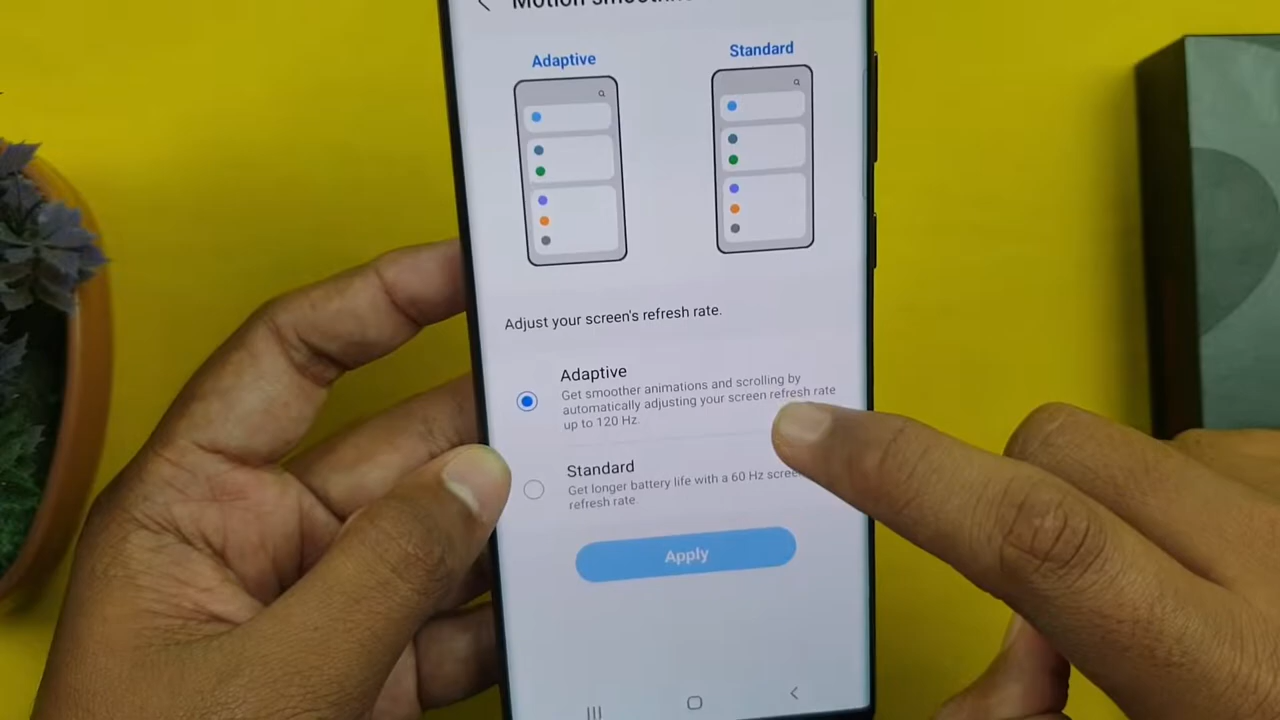 Motion
Adaptive
Standard
Adjust your screen's refresh rate.
Adaptive
Get smoother animations and scrolling by
automatically adjusting your screen refresh rate
up to 120 Hz.
Standard
Get longer battery life with a 60 Hz
refresh rate.
Apply